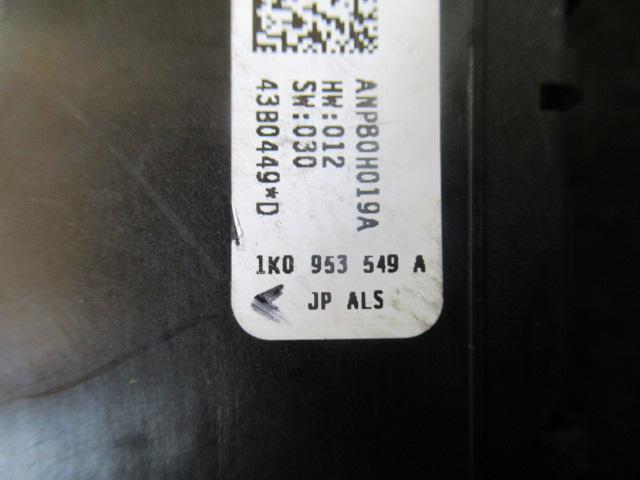 ANP80H019A
HW:012
SW:030
43B0449*D
1K0 953 549 A
JP ALS